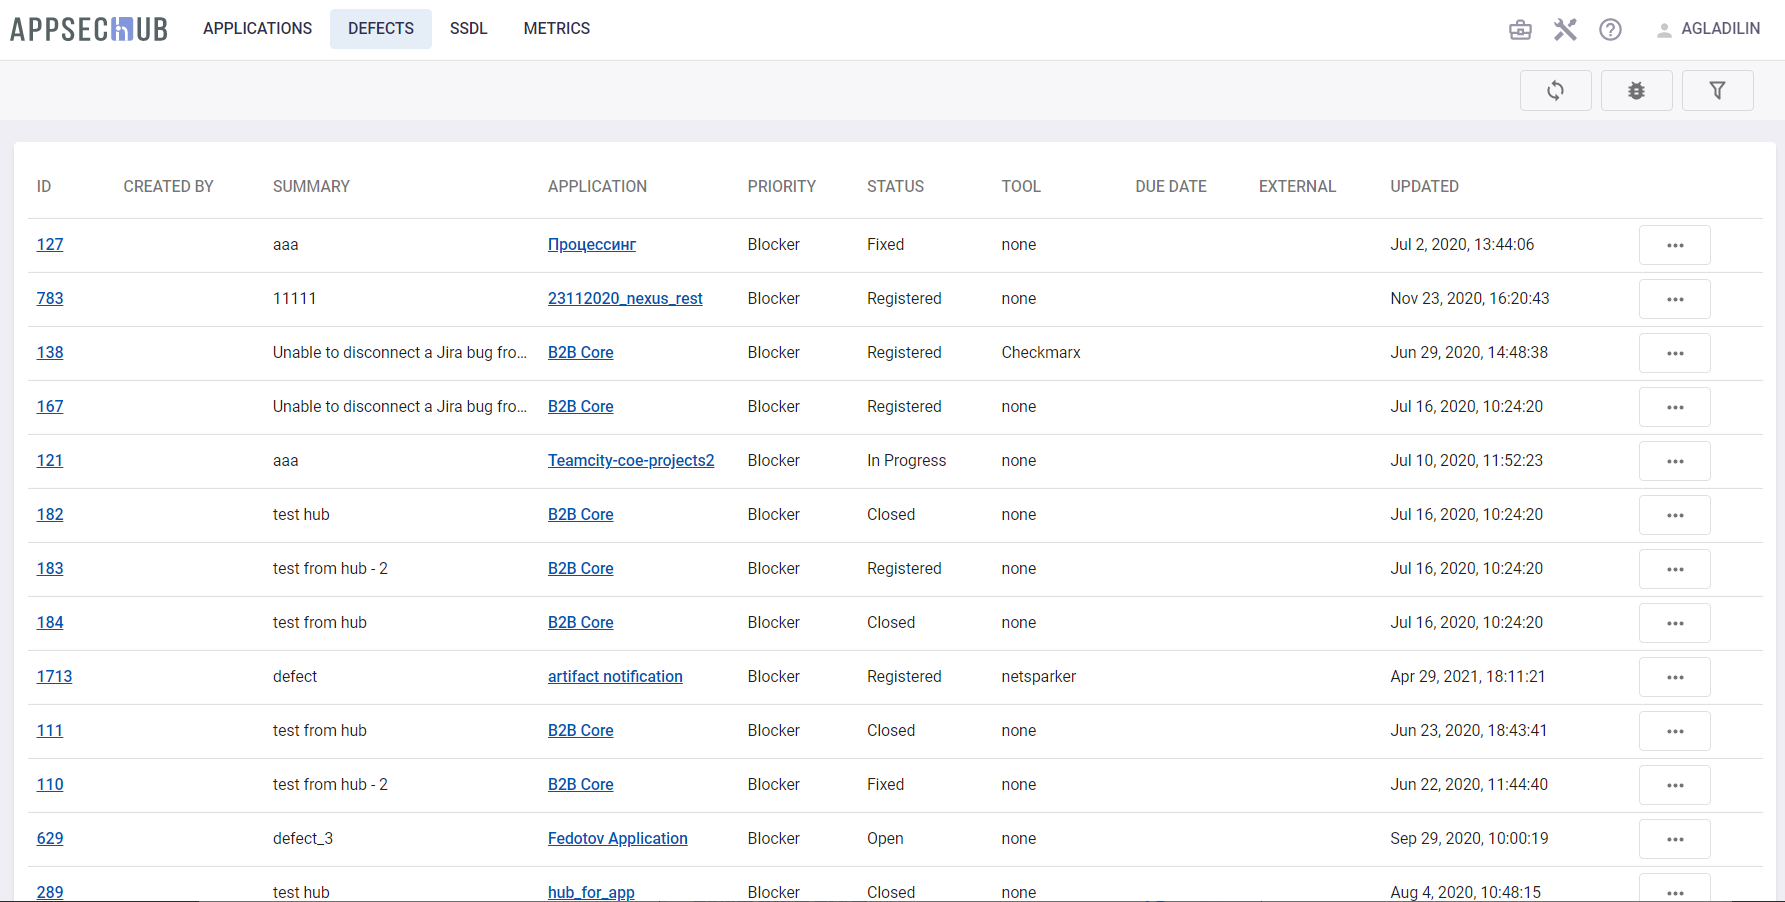 APPSECHUB APPLICATIONS DEFECTS SSDL METRICS AGLADILIN
ID CREATED BY SUMMARY APPLICATION PRIORITY STATUS TOOL DUE DATE EXTERNAL UPDATED
127 aaa Процессинг Blocker Fixed none Jul 2, 2020, 13:44:06
783 11111 23112020_nexus_rest Blocker Registered none Nov 23, 2020, 16:20:43
138 Unable to disconnect a Jira bug fro... B2B Core Blocker Registered Checkmarx Jun 29, 2020, 14:48:38
167 Unable to disconnect a Jira bug fro... B2B Core Blocker Registered none Jul 16, 2020, 10:24:20
121 aaa Teamcity-coe-projects2 Blocker In Progress none Jul 10, 2020, 11:52:23
182 test hub B2B Core Blocker Closed none Jul 16, 2020, 10:24:20
183 test from hub - 2 B2B Core Blocker Registered none Jul 16, 2020, 10:24:20
184 test from hub B2B Core Blocker Closed none Jul 16, 2020, 10:24:20
1713 defect artifact notification Blocker Registered netsparker Apr 29, 2021, 18:11:21
111 test from hub B2B Core Blocker Closed none Jun 23, 2020, 18:43:41
110 test from hub - 2 B2B Core Blocker Fixed none Jun 22, 2020, 11:44:40
629 defect_3 Fedotov Application Blocker Open none Sep 29, 2020, 10:00:19
289 test hub hub_for_app Blocker Closed none Aug 4, 2020, 10:48:15